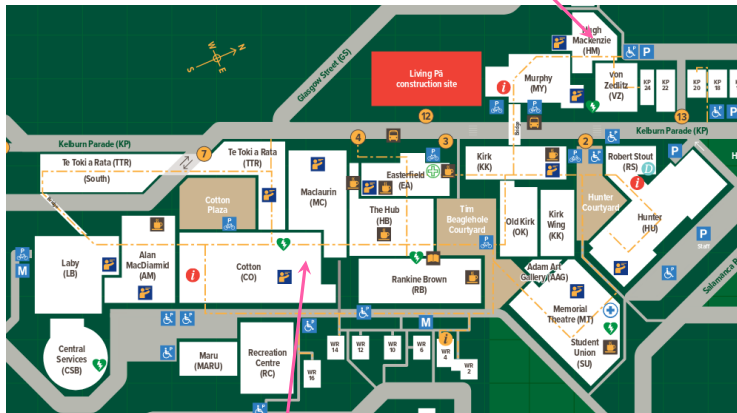 Hugh
Mackenzie
(HM)
P
W
N
S
E
Glasgow Street (GS)
Living Pā
construction site
i
Murphy
(MY)
von
Zedlitz
(VZ)
KP
24
KP
22
KP
20
KP
18
P
P
P
12
13
Bridge
Kelburn Parade (KP)
Kelburn Parade (KP)
7
4
3
2
Te Toki a Rata (TTR)
(South)
Te Toki a Rata
(TTR)
Maclaurin
(MC)
Easterfield
(EA)
P
Kirk
(KK)
P
Robert Stout
(RS)
i
P
Bridge
Cotton
Plaza
P
The Hub
(HB)
Tim
Beaglehole
Courtyard
P
Old Kirk
(OK)
Kirk
Wing
(KK)
Hunter
Courtyard
Hunter
(HU)
P
Staff
P
M
Laby
(LB)
Alan
MacDiarmid
(AM)
i
Cotton
(CO)
Rankine Brown
(RB)
Adam Art
Gallery (AAG)
Memorial
Theatre (MT)
Student
Union
(SU)
Central
Services
(CSB)
Maru
(MARU)
Recreation
Centre
(RC)
M
WR
14
WR
12
WR
10
WR
6
i
WR
4
WR
2
WR
16